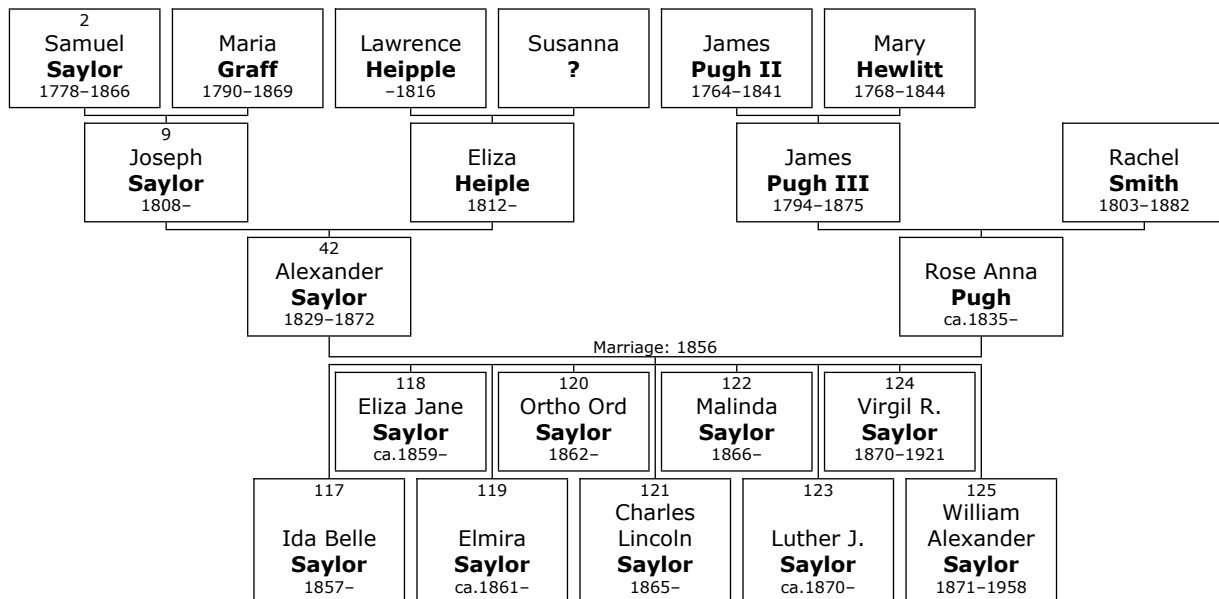 2
Samuel
Saylor
1778–1866
Maria
Graff
1790–1869
Lawrence
Heipple
–1816
Susanna
?
James
Pugh II
1764–1841
Mary
Hewlitt
1768–1844
9
Joseph
Saylor
1808–
Eliza
Heiple
1812–
James
Pugh III
1794–1875
Rachel
Smith
1803–1882
42
Alexander
Saylor
1829–1872
Rose Anna
Pugh
ca.1835–
Marriage: 1856
118
Eliza Jane
Saylor
ca.1859–
120
Ortho Ord
Saylor
1862–
122
Malinda
Saylor
1866–
124
Virgil R.
Saylor
1870–1921
117
Ida Belle
Saylor
1857–
119
Elmira
Saylor
ca.1861–
121
Charles
Lincoln
Saylor
1865–
123
Luther J.
Saylor
ca.1870–
125
William
Alexander
Saylor
1871–1958